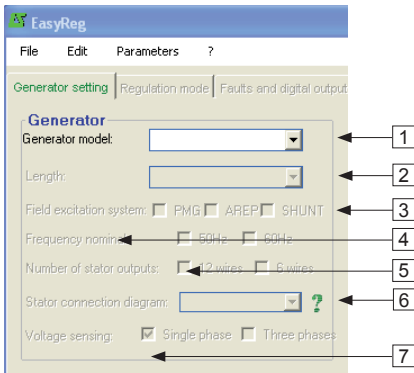 EasyReg
File Edit Parameters ?
Generator setting Regulation mode Faults and digital output
Generator
Generator model: 1
Length: 2
Field excitation system: PMG AREP SHUNT 3
Frequency nominal: 50Hz 60Hz 4
Number of stator outputs: 12 wires 6 wires 5
Stator connection diagram: ? 6
Voltage sensing: Single phase Three phases
7